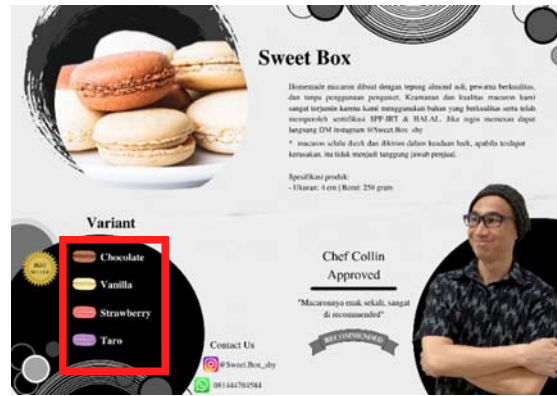 Sweet Box
Homemade macaron dibuat dengan tepung almond asli, pewarna berkualitas,
dan tanpa penggunaan pengawet. Keamanan dan kualitas macaron kami
sangat terjamin karena kami menggunakan bahan yang berkualitas serta telah
memperoleh sertifikasi SPP-IRT & HALAL. Jika ingin memesan dapat
langsung DM instagram @Sweet.Box_sby
* macaron selalu dicek dan dikirim dalam keadaan baik, apabila terdapat
kerusakan, itu tidak menjadi tanggung jawab penjual.
Spesifikasi produk:
- Ukuran: 4 cm | Berat: 250 gram
Variant
BEST
SELLER
Chocolate
Vanilla
Strawberry
Taro
Chef Collin
Approved
"Macaronnya enak sekali, sangat
di recommended"
RECOMMENDED
Contact Us
@Sweet.Box_sby